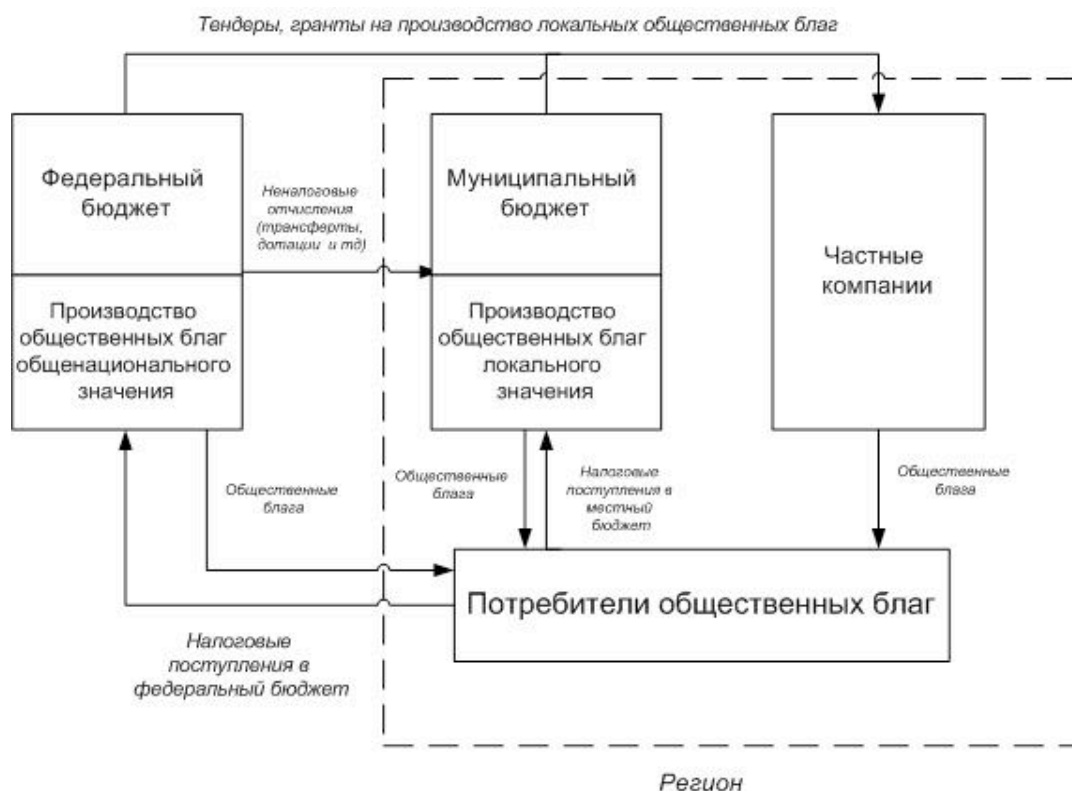 Тендеры, гранты на производство локальных общественных благ
Федеральный
бюджет
Неналоговые
отчисления
(трансферты,
дотации и тд)
Муниципальный
бюджет
Частные
компании
Производство
общественных благ
общенационального
значения
Производство
общественных благ
локального
значения
Общественные
блага
Общественные
блага
Налоговые
поступления в
местный
бюджет
Общественные
блага
Потребители общественных благ
Налоговые
поступления в
федеральный бюджет
Регион